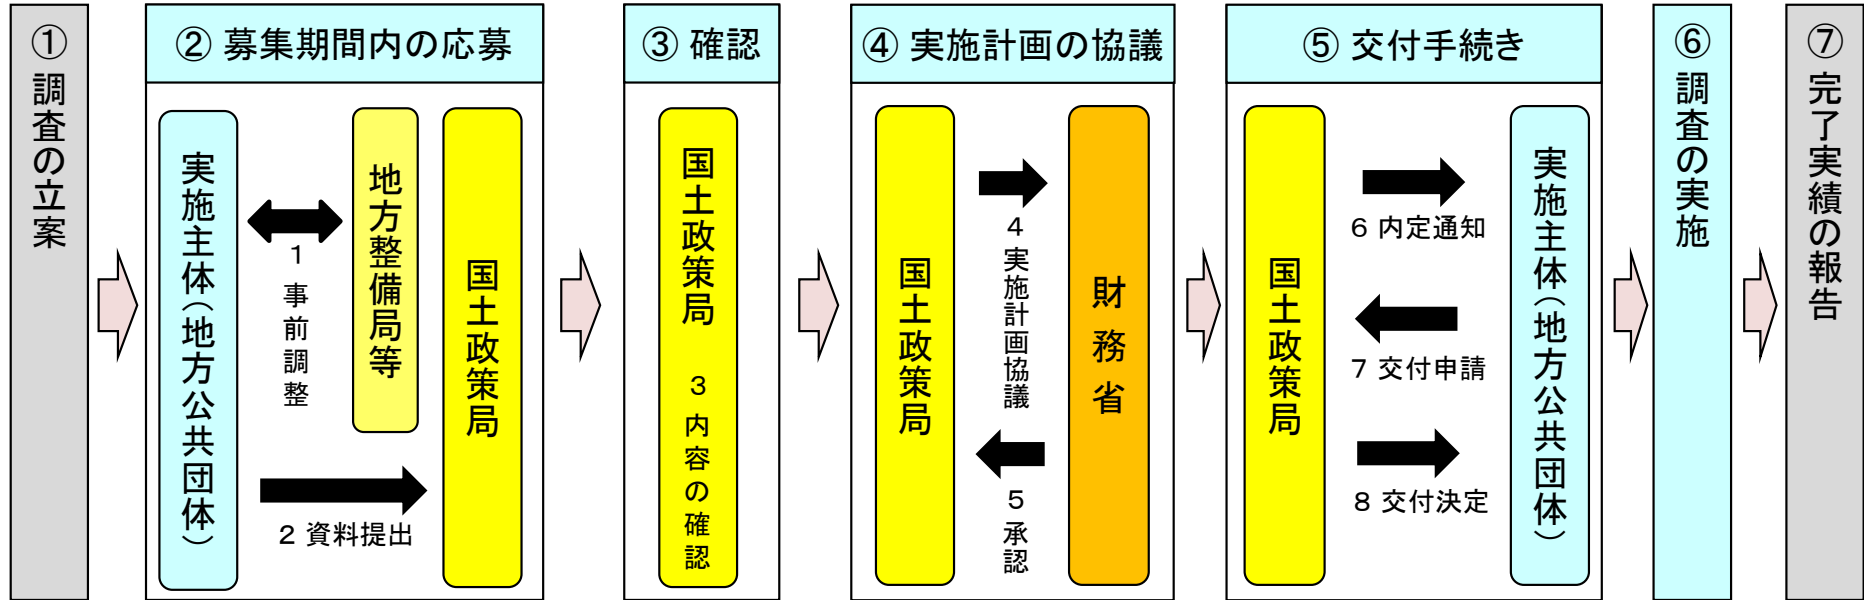 ① 調査の立案
② 募集期間内の応募
実施主体（地方公共団体）
1 事前調整
地方整備局等
国土政策局
2 資料提出
③ 確認
国土政策局
3 内容の確認
④ 実施計画の協議
国土政策局
4 実施計画協議
5 承認
財務省
⑤ 交付手続き
国土政策局
6 内定通知
7 交付申請
8 交付決定
実施主体（地方公共団体）
⑥ 調査の実施
⑦ 完了実績の報告